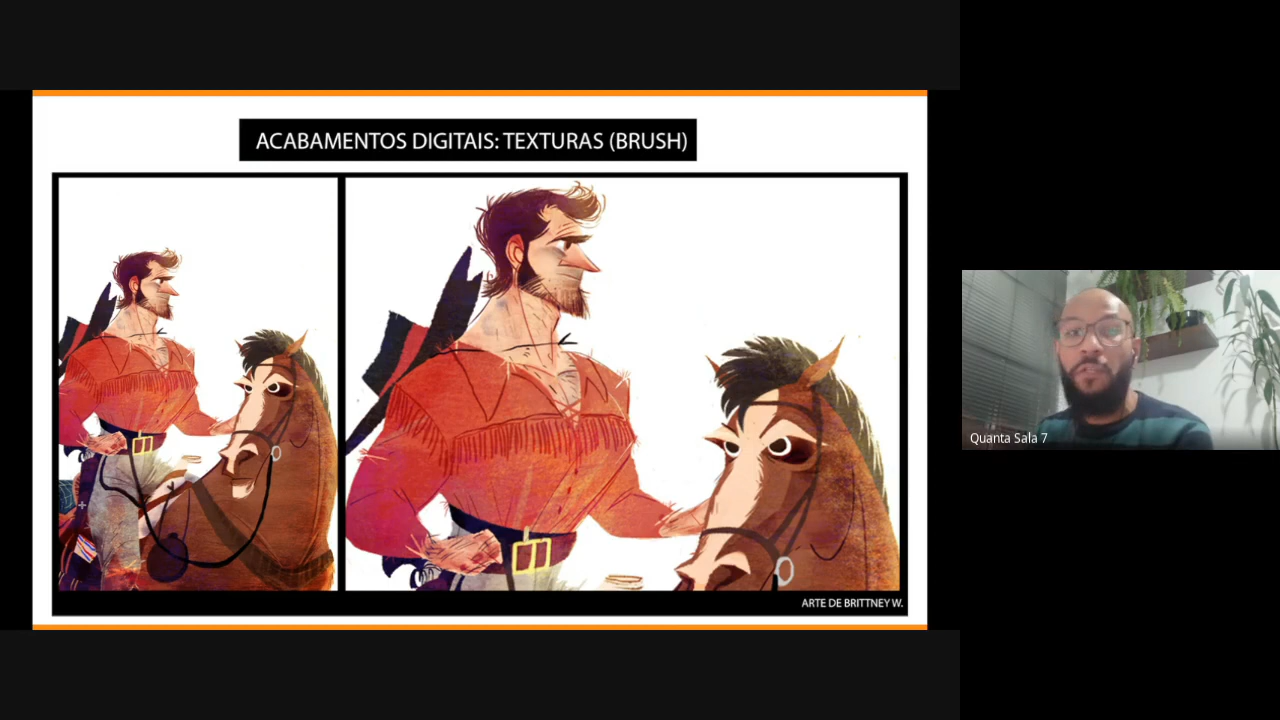 ACABAMENTOS DIGITAIS: TEXTURAS (BRUSH)
ARTE DE BRITTNEY W.
Quanta Sala 7